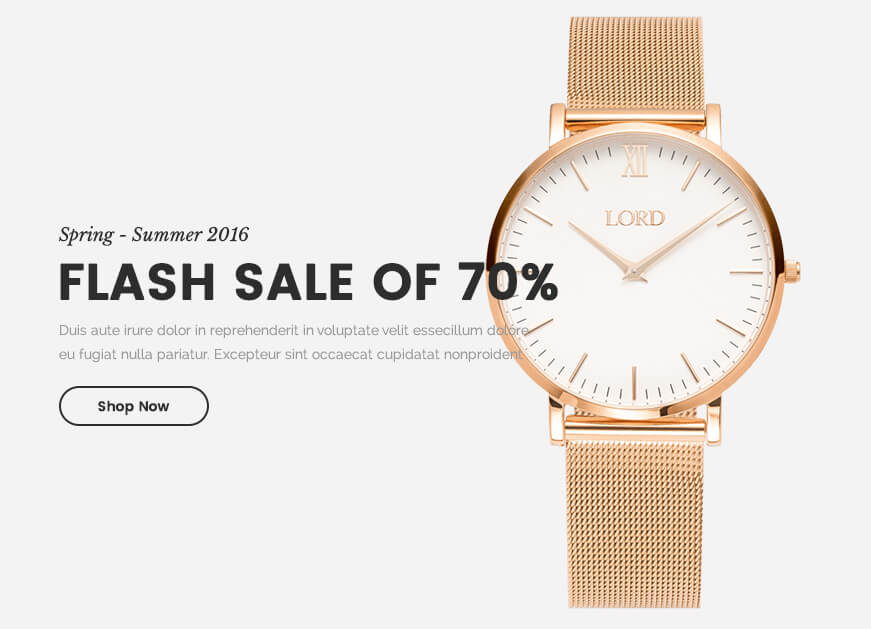 XII
LORD
Spring - Summer 2016
FLASH SALE OF 70%
Duis aute irure dolor in reprehenderit in voluptate velit essecillum dolore
eu fugiat nulla pariatur. Excepteur sint occaecat cupidatat nonproident
Shop Now